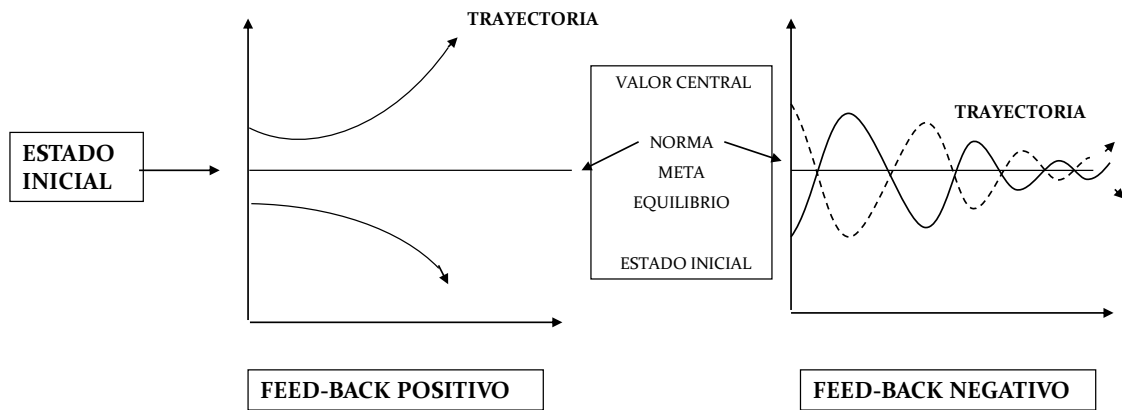 TRAYECTORIA
ESTADO
INICIAL
VALOR CENTRAL
NORMA
META
EQUILIBRIO
ESTADO INICIAL
TRAYECTORIA
FEED-BACK POSITIVO
FEED-BACK NEGATIVO